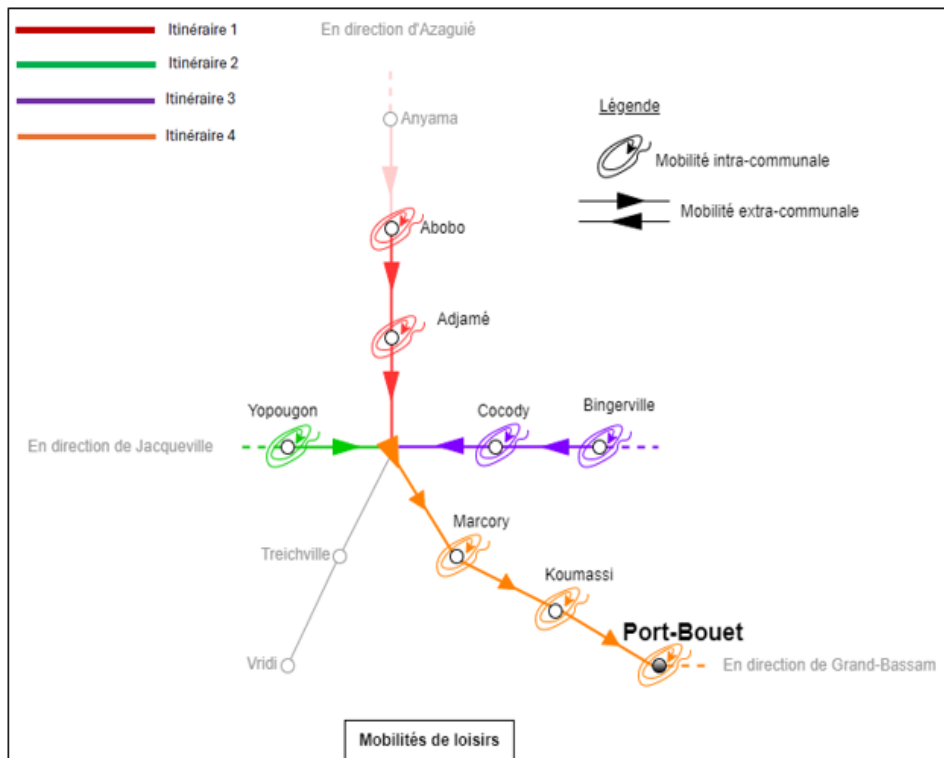 Itinéraire 1
En direction d'Azaguié
Itinéraire 2
Itinéraire 3
Itinéraire 4
Légende
Anyama
Mobilité intra-communale
Mobilité extra-communale
Abobo
Adjamé
Yopougon
Cocody
Bingerville
En direction de Jacqueville
Marcory
Treichville
Koumassi
Port-Bouet
Vridi
En direction de Grand-Bassam
Mobilités de loisirs